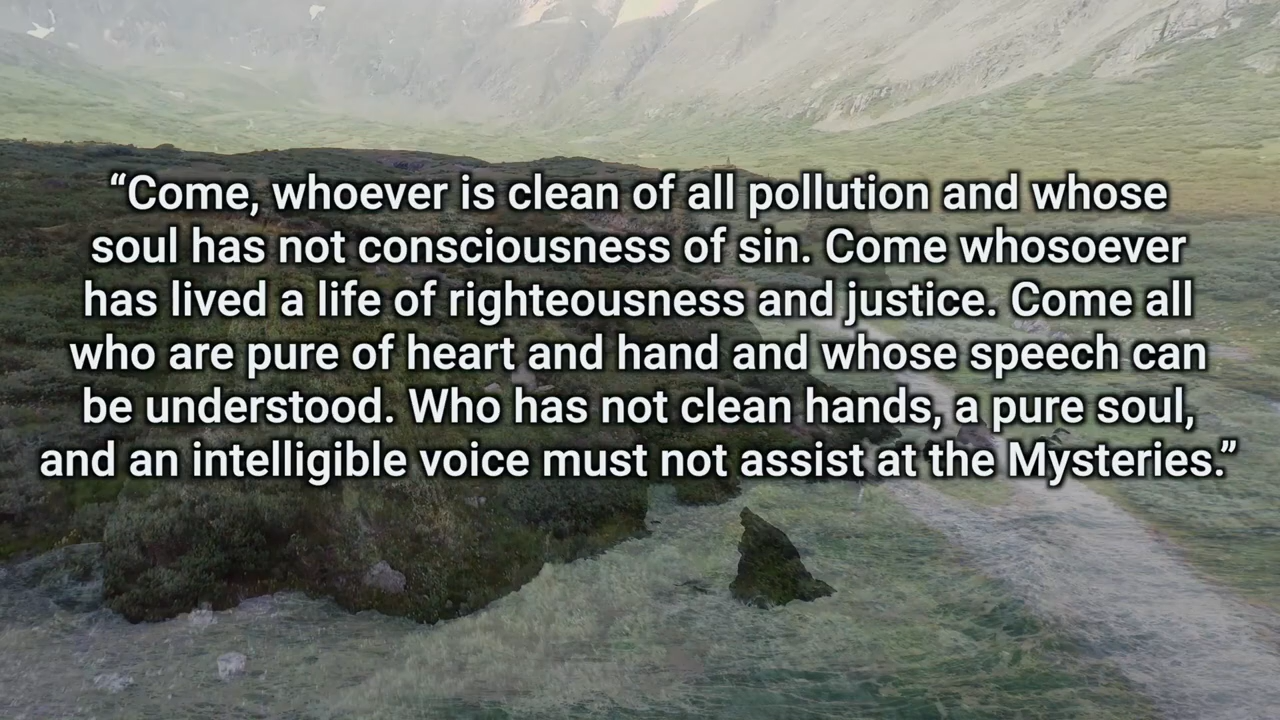 “Come, whoever is clean of all pollution and whose
soul has not consciousness of sin. Come whosoever
has lived a life of righteousness and justice. Come all
who are pure of heart and hand and whose speech can
be understood. Who has not clean hands, a pure soul,
and an intelligible voice must not assist at the Mysteries.”